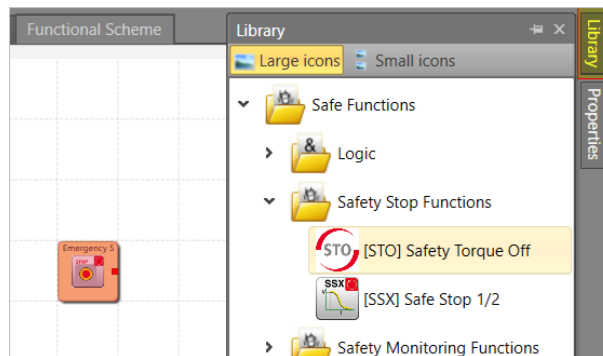 Functional Scheme
Library
Large icons
Small icons
Safe Functions
&
Logic
Safety Stop Functions
STO
[STO] Safety Torque Off
SSX
[SSX] Safe Stop 1/2
Safety Monitoring Functions
Emergency S
STOP
Library
Properties